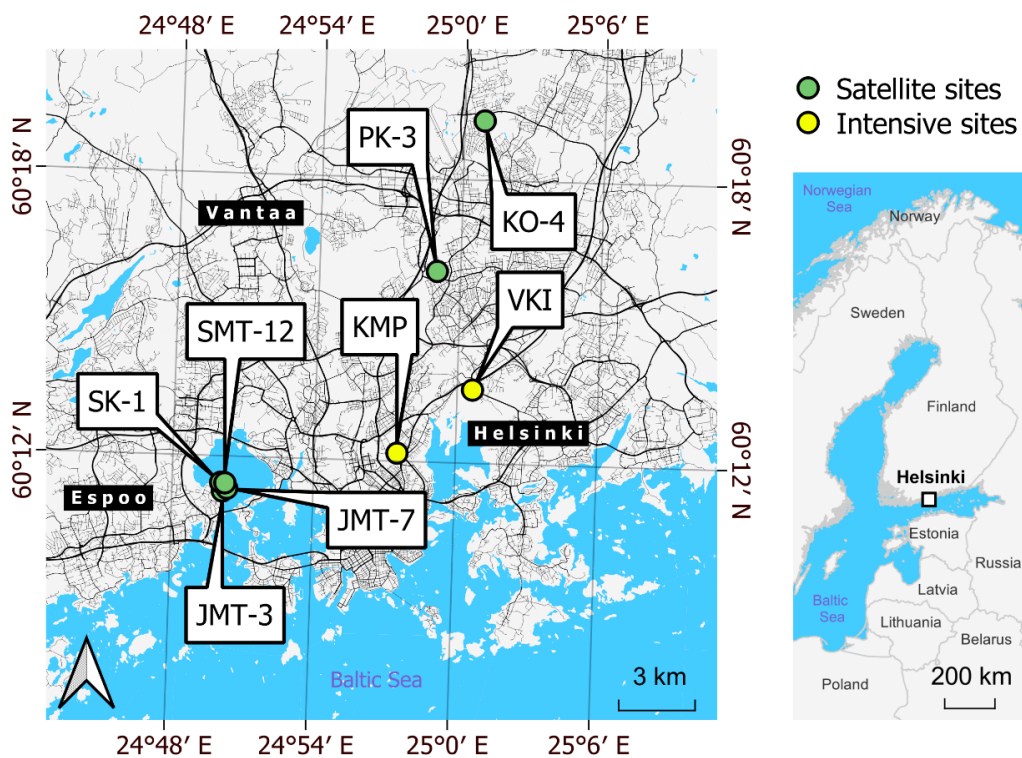 24°48′ E
24°54′ E
25°0′ E
25°6′ E
Satellite sites
Intensive sites
60°18′ N
60°18′ N
PK-3
KO-4
Vantaa
VKI
KMP
SMT-12
SK-1
60°12′ N
60°12′ N
Helsinki
Espoo
JMT-7
JMT-3
Baltic Sea
3 km
24°48′ E
24°54′ E
25°0′ E
25°6′ E
Norwegian
Sea
Norway
Sweden
Finland
Helsinki
Estonia
Russia
Latvia
Baltic
Sea
Lithuania
Belarus
Poland
200 km